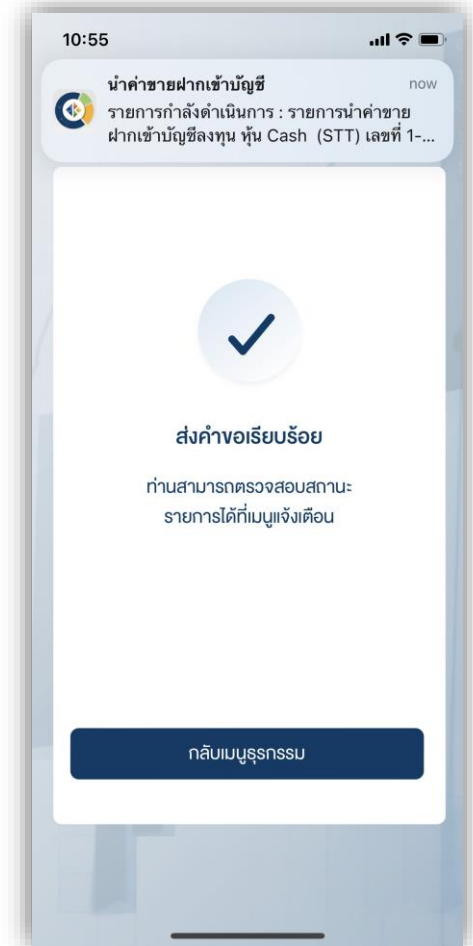 10:55
นำค่าขายฝากเข้าบัญชี now
รายการกำลังดำเนินการ : รายการนำค่าขาย
ฝากเข้าบัญชีลงทุน หุ้น Cash (STT) เลขที่ 1-...
ส่งคำขอเรียบร้อย
ท่านสามารถตรวจสอบสถานะ
รายการได้ที่เมนูแจ้งเตือน
กลับเมนูธุรกรรม